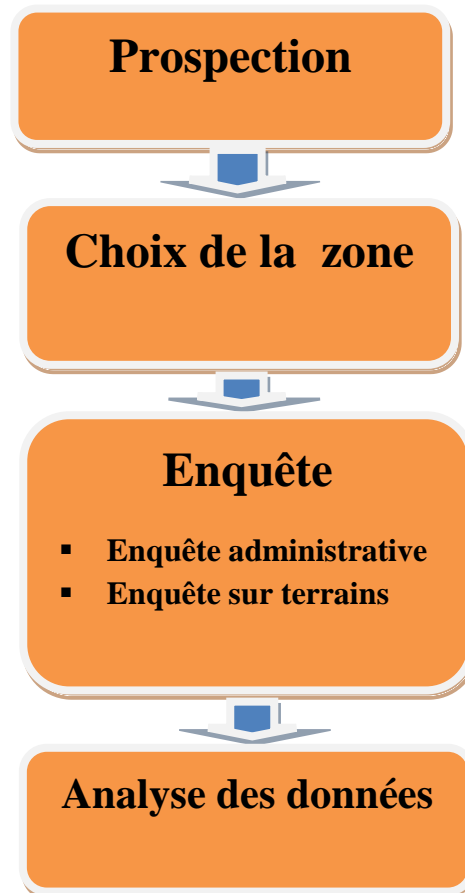 Prospection
Choix de la zone
Enquête
▪ Enquête administrative
▪ Enquête sur terrains
Analyse des données